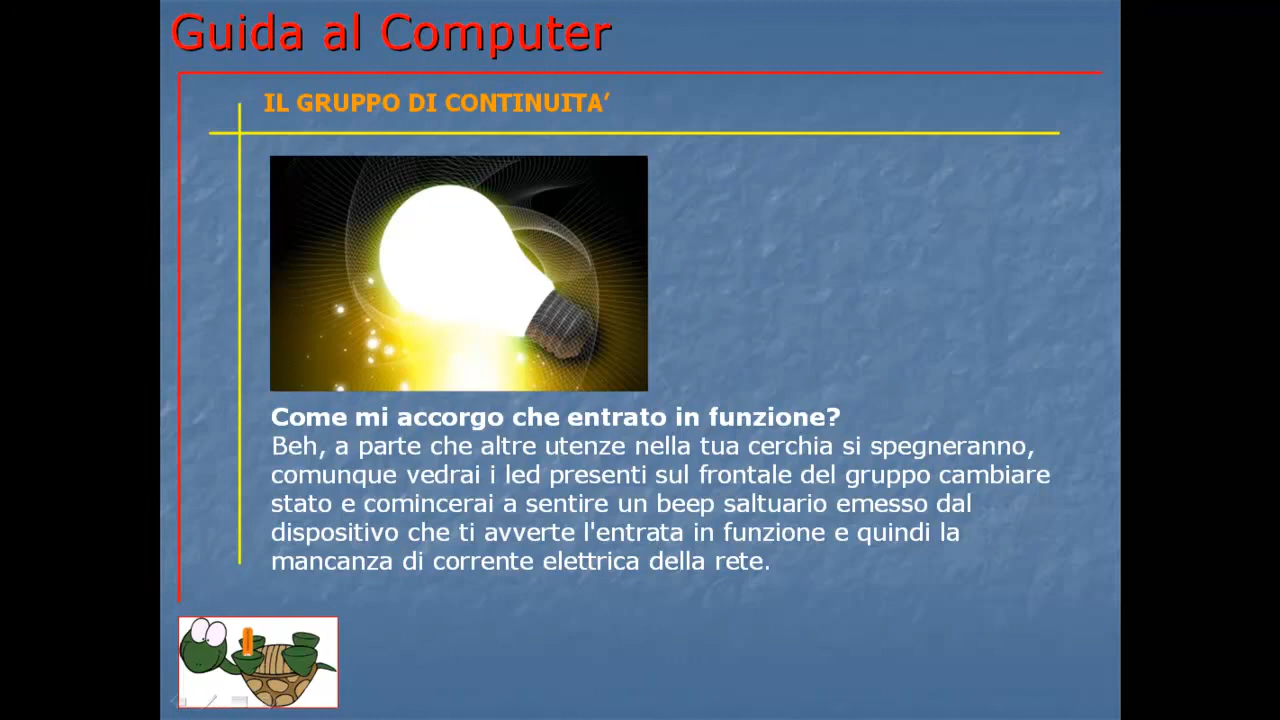 Guida al Computer
IL GRUPPO DI CONTINUITA’
Come mi accorgo che entrato in funzione?
Beh, a parte che altre utenze nella tua cerchia si spegneranno,
comunque vedrai i led presenti sul frontale del gruppo cambiare
stato e comincerai a sentire un beep saltuario emesso dal
dispositivo che ti avverte l'entrata in funzione e quindi la
mancanza di corrente elettrica della rete.